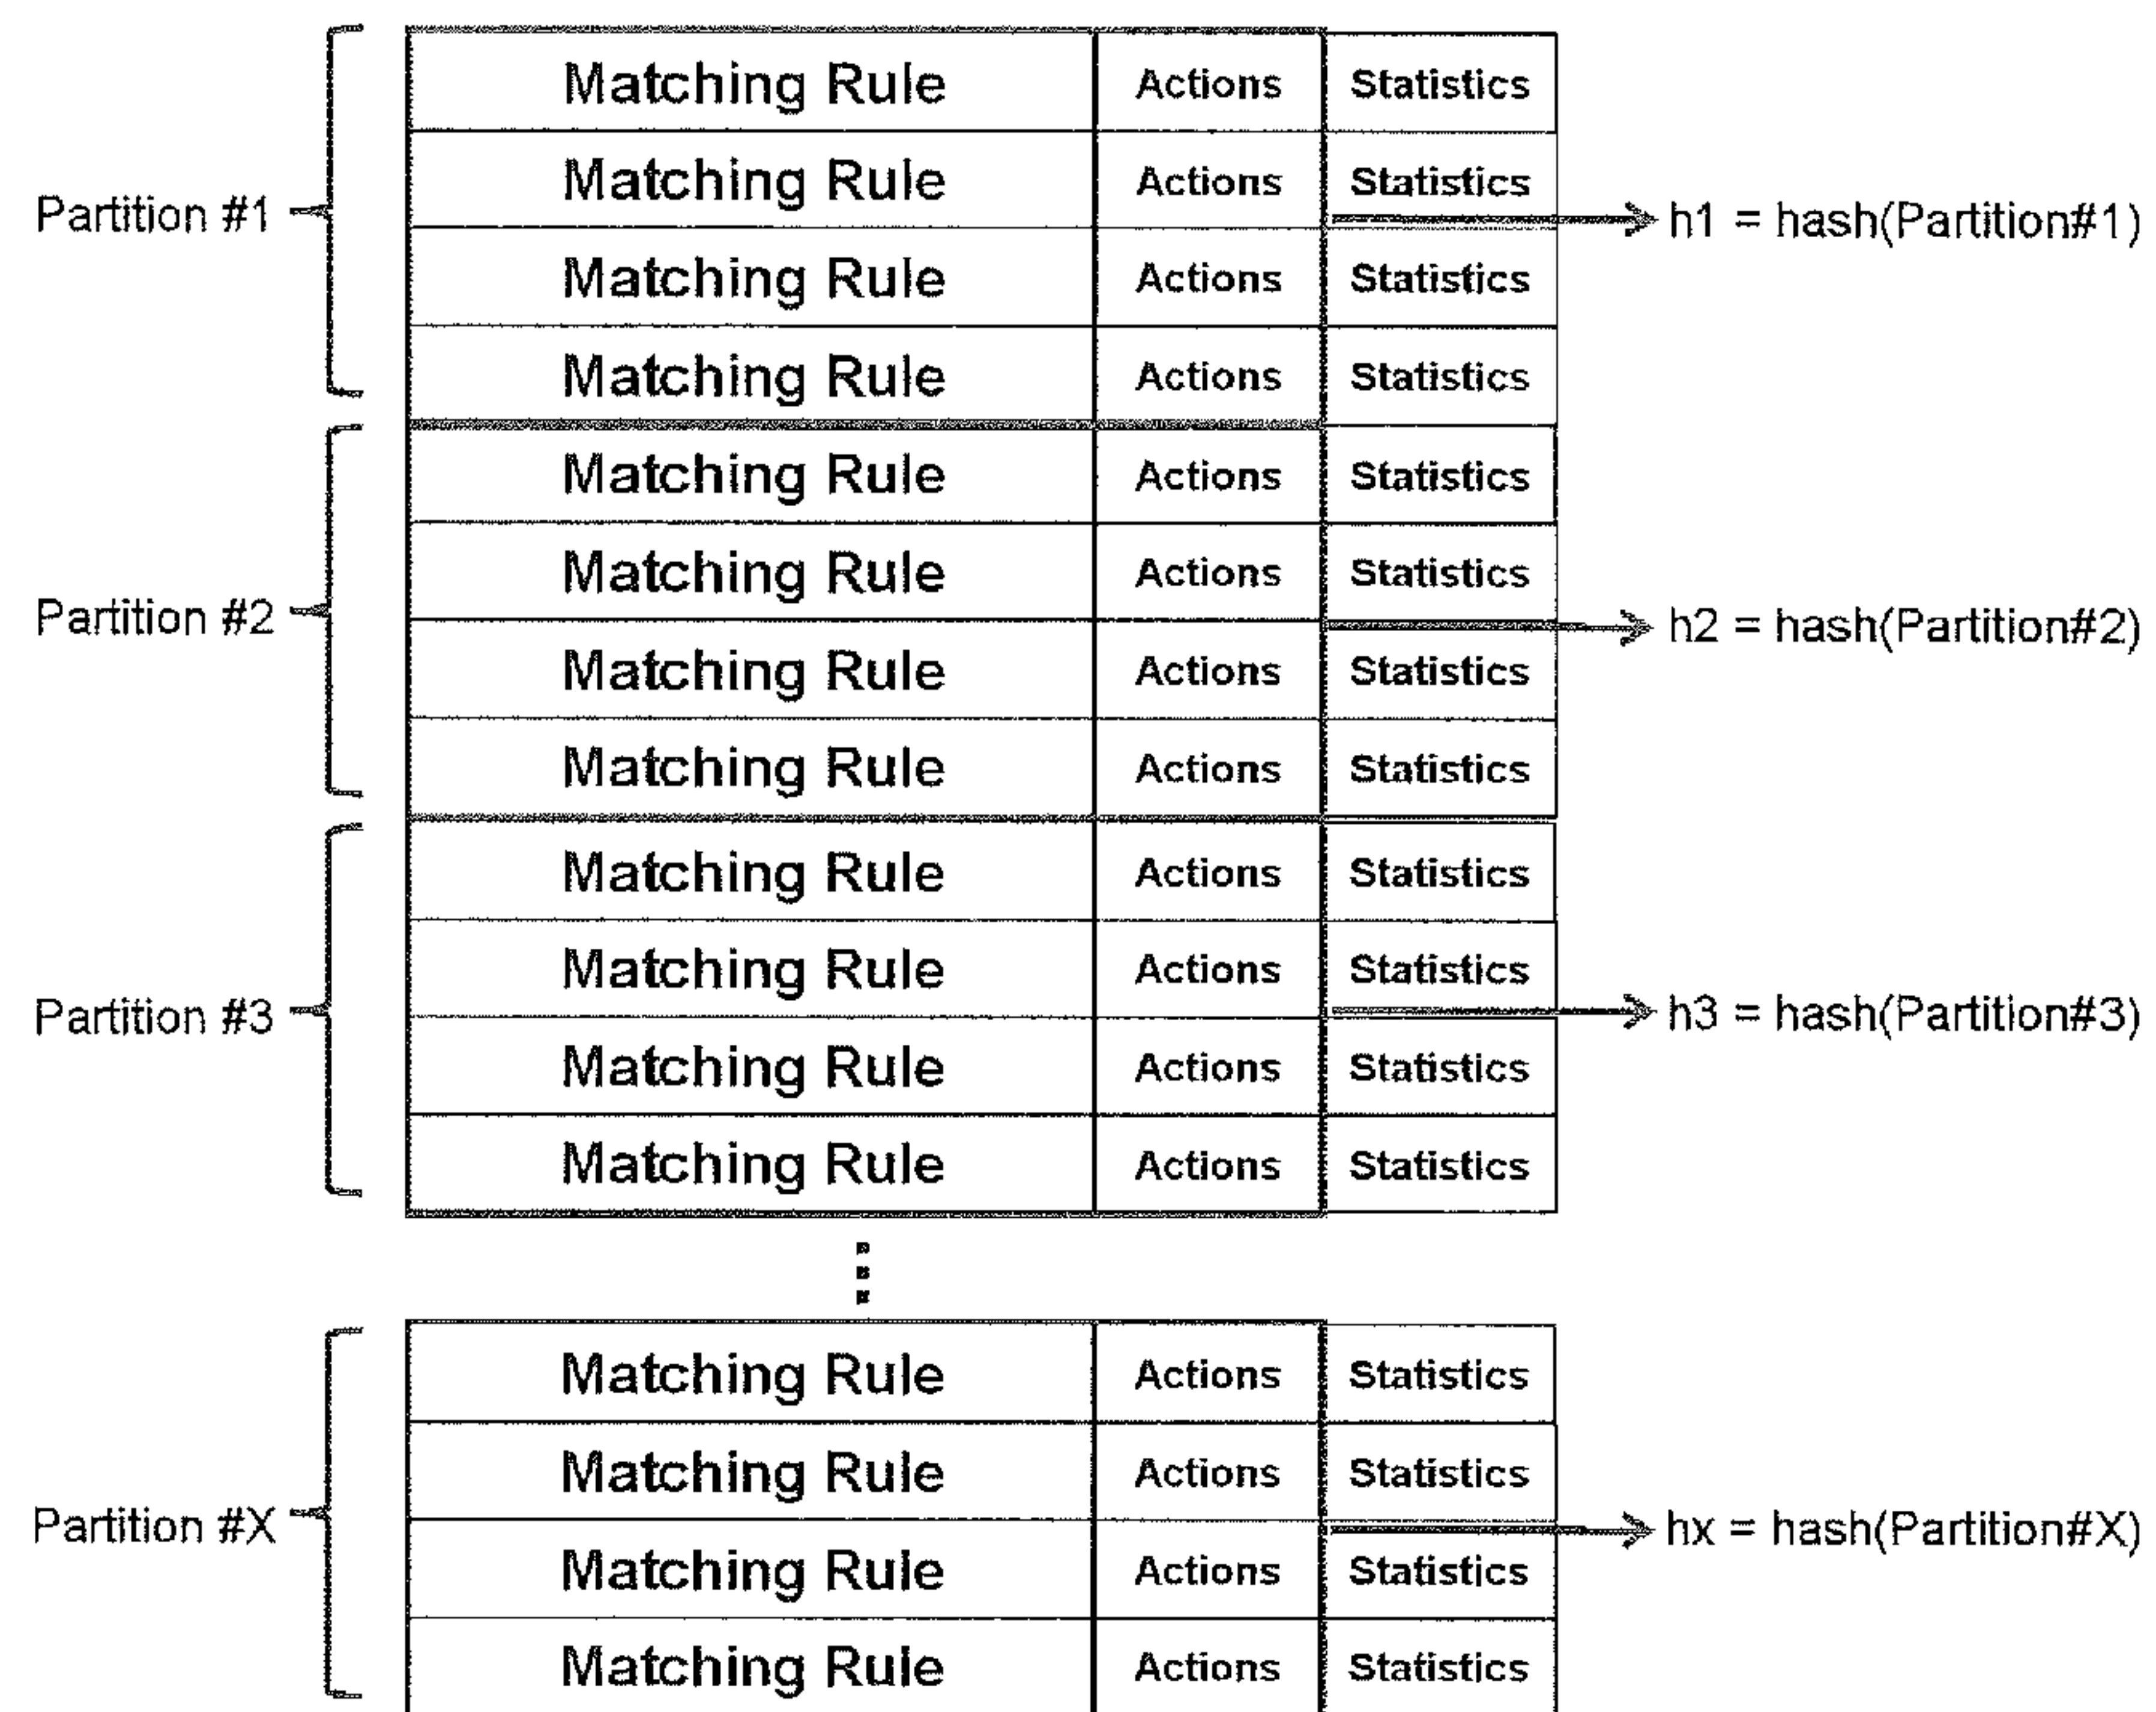 Matching Rule Actions Statistics
Matching Rule Actions Statistics
Partition #1
h1 = hash(Partition#1)
Matching Rule Actions Statistics
Matching Rule Actions Statistics
Matching Rule Actions Statistics
Matching Rule Actions Statistics
Partition #2
h2 = hash(Partition#2)
Matching Rule Actions Statistics
Matching Rule Actions Statistics
Matching Rule Actions Statistics
Matching Rule Actions Statistics
Partition #3
h3 = hash(Partition#3)
Matching Rule Actions Statistics
Matching Rule Actions Statistics
Matching Rule Actions Statistics
Matching Rule Actions Statistics
Partition #X
hx = hash(Partition#X)
Matching Rule Actions Statistics
Matching Rule Actions Statistics